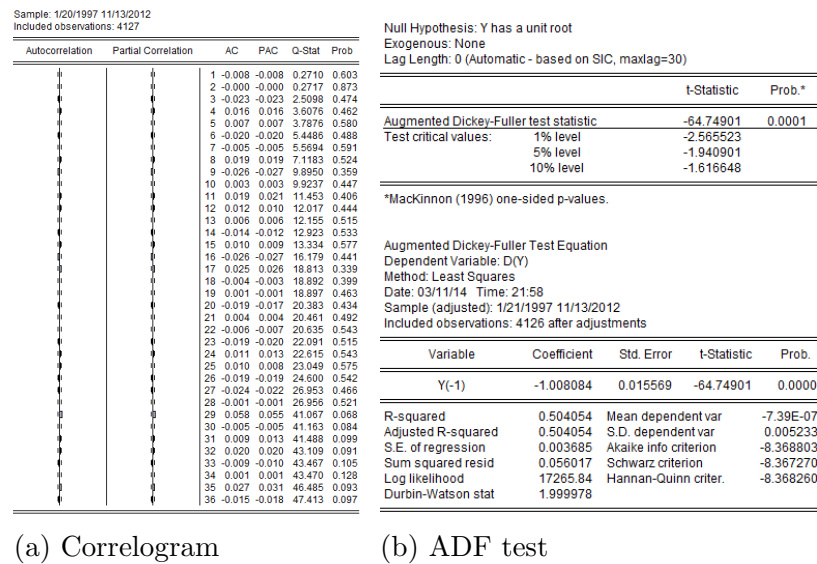 Sample: 1/20/1997 11/13/2012
Included observations: 4127
Autocorrelation Partial Correlation AC PAC Q-Stat Prob
1 -0.008 -0.008 0.2710 0.603
2 -0.000 -0.000 0.2717 0.873
3 -0.023 -0.023 2.5098 0.474
4 0.016 0.016 3.6076 0.462
5 0.007 0.007 3.7876 0.580
6 -0.020 -0.020 5.4486 0.488
7 -0.005 -0.005 5.5694 0.591
8 0.019 0.019 7.1183 0.524
9 -0.026 -0.027 9.8950 0.359
10 0.003 0.003 9.9237 0.447
11 0.019 0.021 11.453 0.406
12 0.012 0.010 12.017 0.444
13 0.006 0.006 12.155 0.515
14 -0.014 -0.012 12.923 0.533
15 0.010 0.009 13.334 0.577
16 -0.026 -0.027 16.179 0.441
17 0.025 0.026 18.813 0.339
18 -0.004 -0.003 18.892 0.399
19 0.001 -0.001 18.897 0.463
20 -0.019 -0.017 20.383 0.434
21 0.004 0.004 20.461 0.492
22 -0.006 -0.007 20.635 0.543
23 -0.019 -0.020 22.091 0.515
24 0.011 0.013 22.615 0.543
25 0.010 0.008 23.049 0.575
26 -0.019 -0.019 24.600 0.542
27 -0.024 -0.022 26.953 0.466
28 -0.001 -0.001 26.956 0.521
29 0.058 0.055 41.067 0.068
30 -0.005 -0.005 41.163 0.084
31 0.009 0.013 41.488 0.099
32 0.020 0.020 43.109 0.091
33 -0.009 -0.010 43.467 0.105
34 0.001 0.001 43.470 0.128
35 0.027 0.031 46.485 0.093
36 -0.015 -0.018 47.413 0.097
(a) Correlogram
Null Hypothesis: Y has a unit root
Exogenous: None
Lag Length: 0 (Automatic - based on SIC, maxlag=30)
t-Statistic Prob.*
Augmented Dickey-Fuller test statistic -64.74901 0.0001
Test critical values: 1% level -2.565523
5% level -1.940901
10% level -1.616648
*MacKinnon (1996) one-sided p-values.
Augmented Dickey-Fuller Test Equation
Dependent Variable: D(Y)
Method: Least Squares
Date: 03/11/14 Time: 21:58
Sample (adjusted): 1/21/1997 11/13/2012
Included observations: 4126 after adjustments
Variable Coefficient Std. Error t-Statistic Prob.
Y(-1) -1.008084 0.015569 -64.74901 0.0000
R-squared 0.504054 Mean dependent var -7.39E-07
Adjusted R-squared 0.504054 S.D. dependent var 0.005233
S.E. of regression 0.003685 Akaike info criterion -8.368803
Sum squared resid 0.056017 Schwarz criterion -8.367270
Log likelihood 17265.84 Hannan-Quinn criter. -8.368260
Durbin-Watson stat 1.999978
(b) ADF test